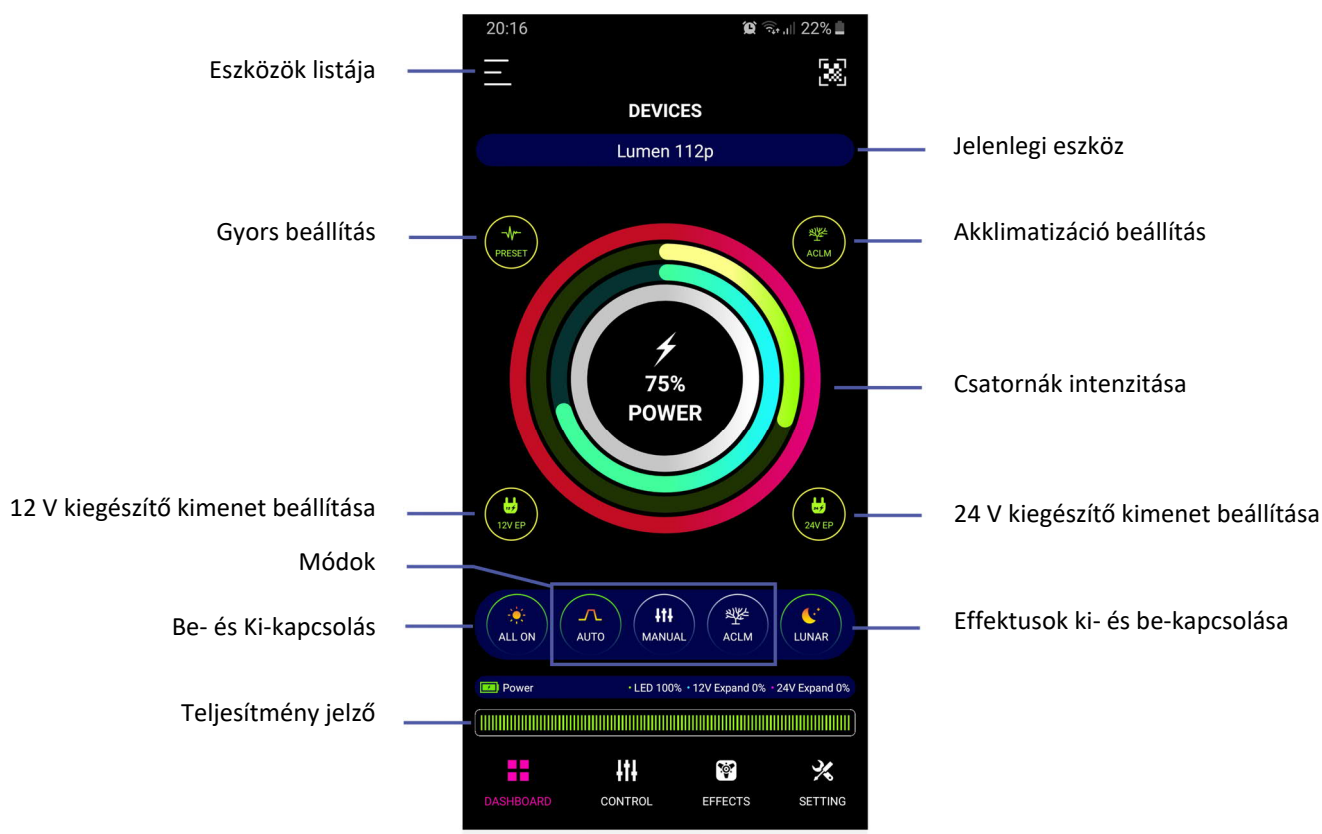 20:16 22%
Eszközök listája
DEVICES
Lumen 112p
Jelenlegi eszköz
Gyors beállítás
PRESET
ACLM
Akklimatizáció beállítás
75%
POWER
Csatornák intenzitása
12 V kiegészítő kimenet beállítása
12V EP
24V EP
24 V kiegészítő kimenet beállítása
Módok
Be- és Ki-kapcsolás
ALL ON AUTO MANUAL ACLM LUNAR
Effektusok ki- és be-kapcsolása
Power • LED 100% • 12V Expand 0% • 24V Expand 0%
Teljesítmény jelző
DASHBOARD CONTROL EFFECTS SETTING